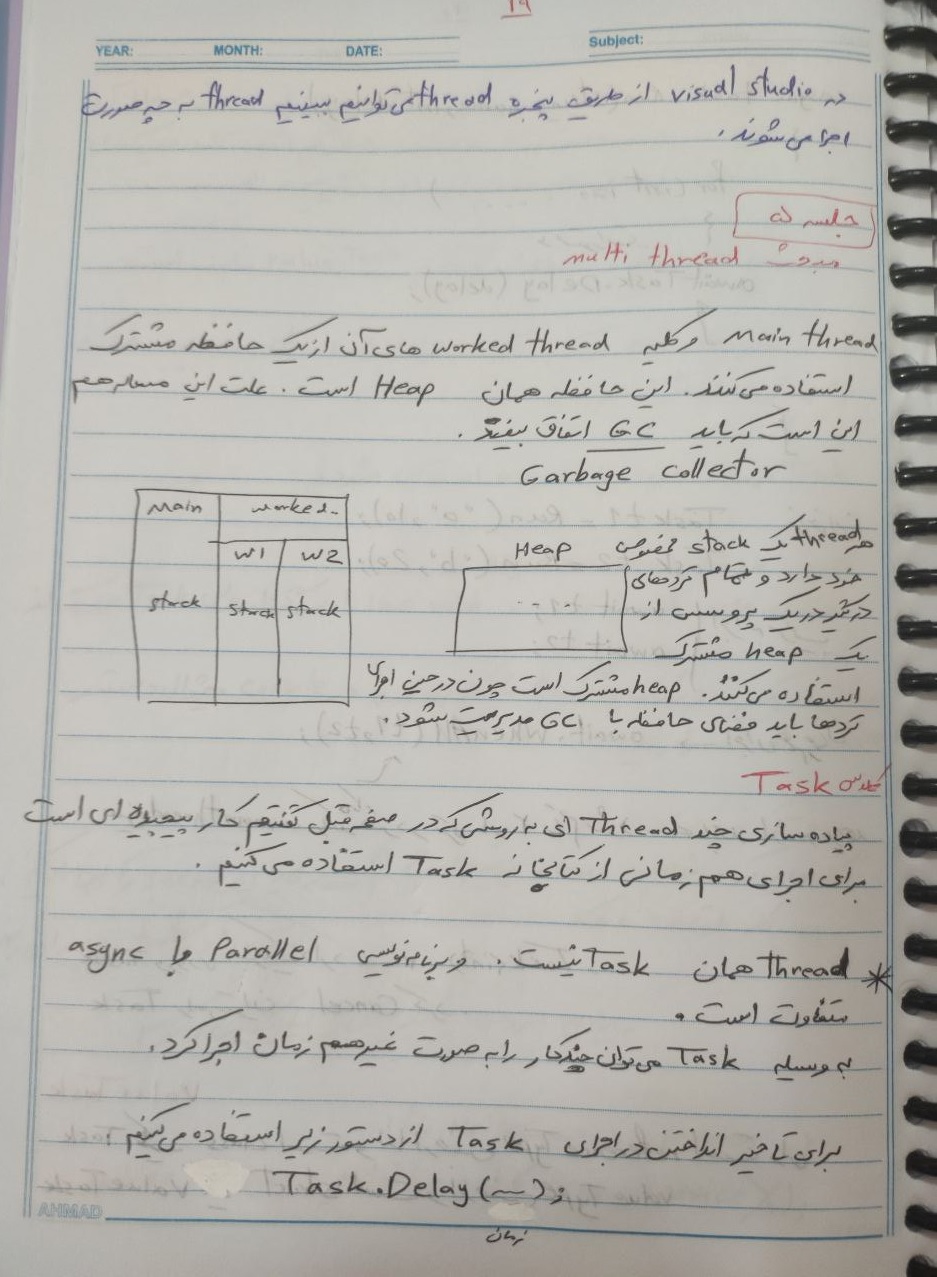 19
YEAR: MONTH: DATE: Subject:
در visual studio از طریق پنجره thread می‌توانیم ببینیم thread به چه صورت
اجرا می‌شوند.
جلسه ۵
مبحث multi thread
Main thread و کلیه worked thread های آن از یک حافظه مشترک
استفاده می‌کنند. این حافظه همان Heap است. علت این مساله هم
این است که باید GC اتفاق بیفتد.
Garbage collector
Main worked
W1 W2
stack stack stack
Heap
هر thread یک stack مخصوص
خود دارد و تمام تردهای
درگیر در یک پروسس از
یک heap مشترک
استفاده می‌کنند. heap مشترک است چون در حین اجرای
تردها باید فضای حافظه با GC مدیریت شود.
کلاس Task
پیاده سازی چند Thread ای به روشی که در صفحه قبل گفتیم کار پیچیده ای است
برای اجرای هم زمانی از کتابخانه Task استفاده می‌کنیم.
* Thread همان Task نیست. و برنامه نویسی Parallel با async
متفاوت است.
به وسیله Task می‌توان چند کار را به صورت غیر هم زمان اجرا کرد.
برای تاخیر انداختن در اجرای Task از دستور زیر استفاده می‌کنیم:
Task.Delay(~);
زمان
AHMAD